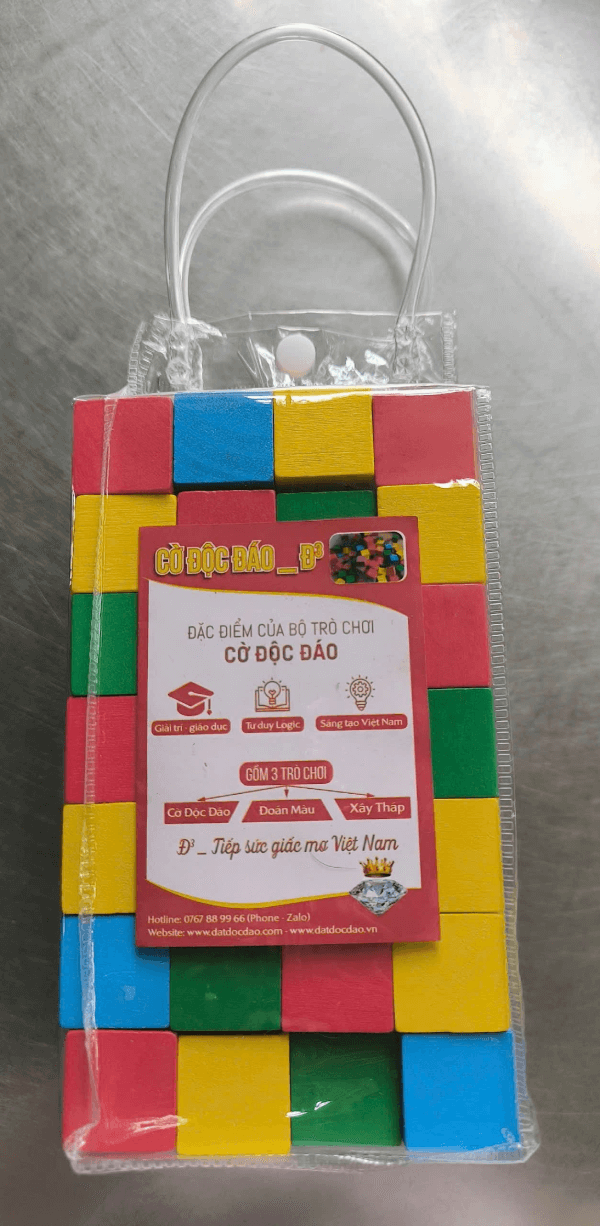 CỜ ĐỘC ĐÁO _ Đ³
ĐẶC ĐIỂM CỦA BỘ TRÒ CHƠI
CỜ ĐỘC ĐÁO
Giải trí - giáo dục
Tư duy Logic
Sáng tạo Việt Nam
GỒM 3 TRÒ CHƠI
Cờ Độc Đáo
Đoán Màu
Xây Tháp
Đ³ _ Tiếp sức giấc mơ Việt Nam
Hotline: 0767 88 99 66 (Phone - Zalo)
Website: www.datdocdao.com - www.datdocdao.vn